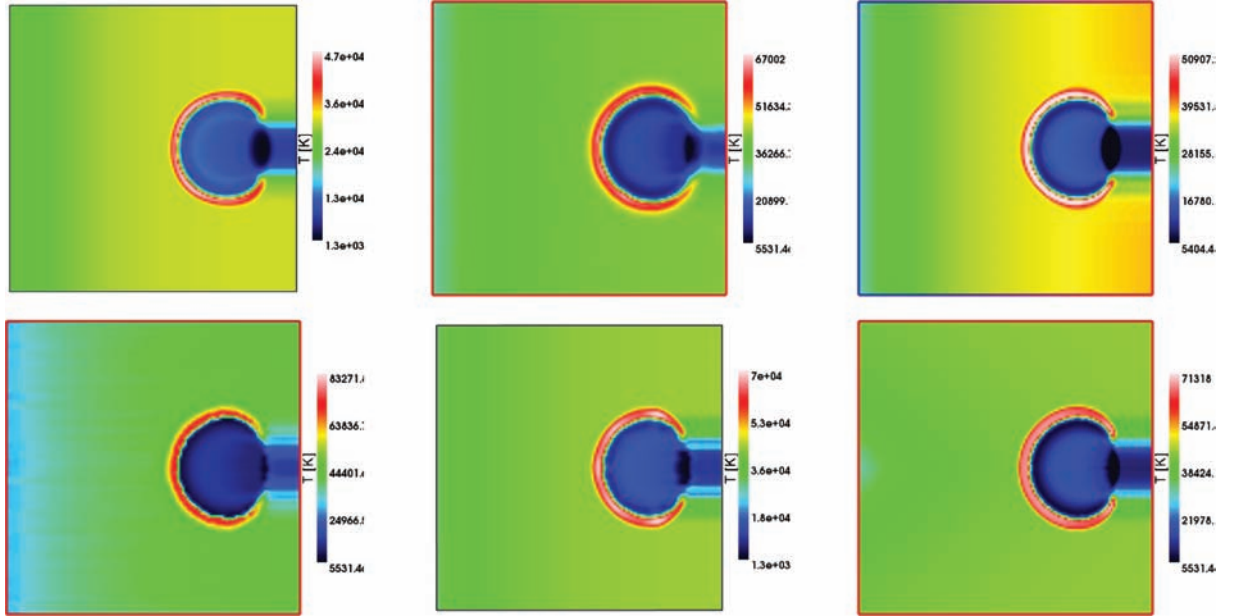 4.7e+04
3.6e+04
T [K]
2.4e+04
1.3e+04
1.3e+03
67002
51634.
T [K]
36266.
20899.
5531.4
50907.
39531.
T [K]
28155.
16780.
5404.4
83271.
63836.
T [K]
44401.
24966.
5531.4
7e+04
5.3e+04
T [K]
3.6e+04
1.8e+04
1.3e+03
71318
54871.
T [K]
38424.
21978.
5531.4